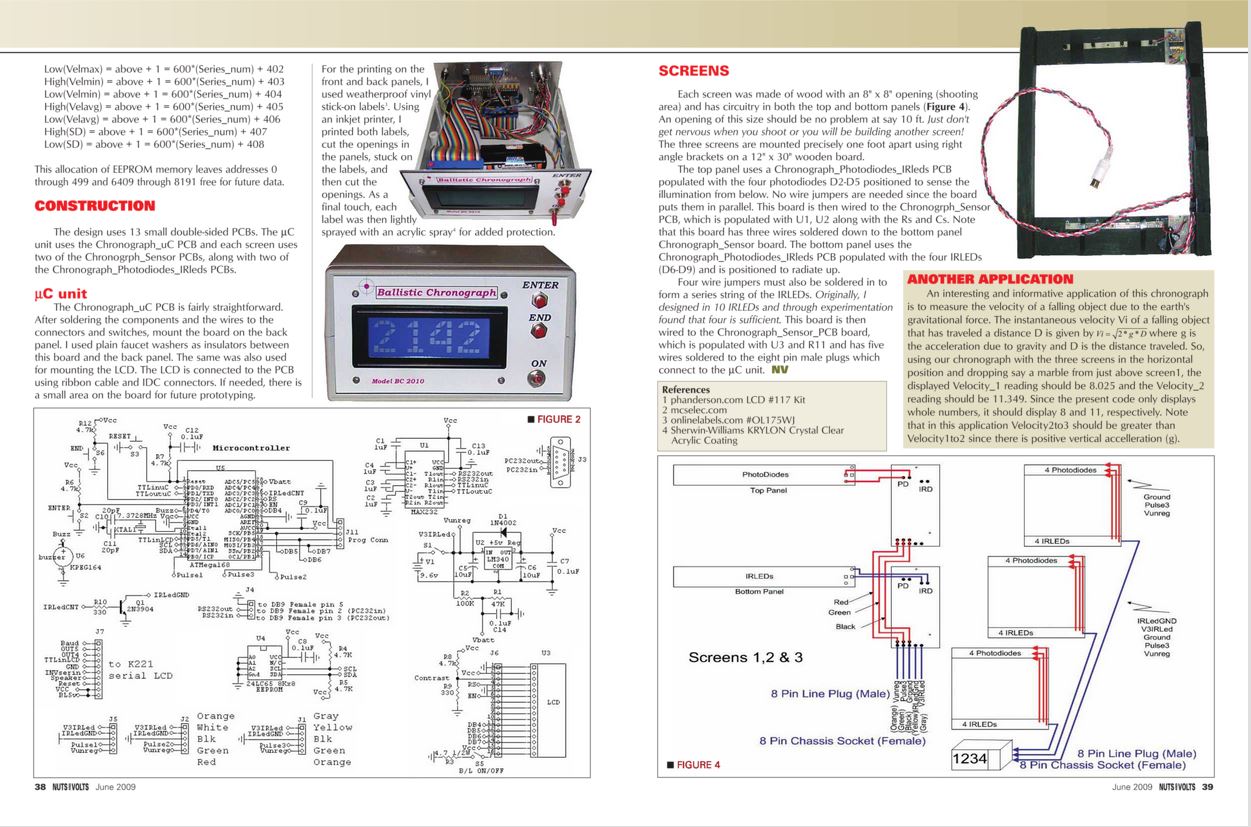 Low(Velmax) = above + 1 = 600*(Series_num) + 402
High(Velmin) = above + 1 = 600*(Series_num) + 403
Low(Velmin) = above + 1 = 600*(Series_num) + 404
High(Velavg) = above + 1 = 600*(Series_num) + 405
Low(Velavg) = above + 1 = 600*(Series_num) + 406
High(SD) = above + 1 = 600*(Series_num) + 407
Low(SD) = above + 1 = 600*(Series_num) + 408
This allocation of EEPROM memory leaves addresses 0
through 499 and 6409 through 8191 free for future data.
CONSTRUCTION
The design uses 13 small double-sided PCBs. The µC
unit uses the Chronograph_uC PCB and each screen uses
two of the Chronogrph_Sensor PCBs, along with two of
the Chronograph_Photodiodes_IRleds PCBs.
µC unit
The Chronograph_uC PCB is fairly straightforward.
After soldering the components and the wires to the
connectors and switches, mount the board on the back
panel. I used plain faucet washers as insulators between
this board and the back panel. The same was also used
for mounting the LCD. The LCD is connected to the PCB
using ribbon cable and IDC connectors. If needed, there is
a small area on the board for future prototyping.
For the printing on the
front and back panels, I
used weatherproof vinyl
stick-on labels³. Using
an inkjet printer, I
printed both labels,
cut the openings in
the panels, stuck on
the labels, and
then cut the
openings. As a
final touch, each
label was then lightly
sprayed with an acrylic spray⁴ for added protection.
Ballistic Chronograph
ENTER
Model BC 2010
Ballistic Chronograph
ENTER
END
2142
ON
Model BC 2010
FIGURE 2
Microcontroller
R12
4.7k
Vcc
RESET
C12
0.1uF
END
S6
S3
R7
4.7k
Vcc
R6
4.7k
U5
TTLinuC
TTLoutuC
Reset
PD0/RXD
PD1/TXD
PD2/INT0
PD3/INT1
PD4/T0
VCC
GND
Xtal1
Xtal2
PD5/T1
PD6/AIN0
PD7/AIN1
PB0/ICP
ADC5/PC5
ADC4/PC4
ADC3/PC3
ADC2/PC2
ADC1/PC1
ADC0/PC0
AGND
AREF
AVCC
SCK/PB5
MISO/PB4
MOSI/PB3
SSn/PB2
OC1/PB1
ATMega168
Vbatt
IRLedCNT
RS
EN
DB4
C9
0.1uF
Vcc
J11
Prog Conn
DB5
DB7
DB6
ENTER
S2
20pF
C10
7.3728MHz
XTAL1
C11
20pF
Buzz
Vcc
TTLinLCD
SCL
SDA
Buzz
buzzer
U6
KPEG164
Pulse1
Pulse3
Pulse2
IRLedCNT
R10
330
Q1
2N3904
IRLedGND
J4
RS232out
RS232in
to DB9 Female pin 5
to DB9 Female pin 2 (PC232in)
to DB9 Female pin 3 (PC232out)
J7
Baud
OUT5
OUT4
TTLinLCD
GND
INVserin
Speaker
Reset
VCC
BL5v
to K221
serial LCD
U4
A0
A1
A2
Gnd
VCC
N/C
SCL
SDA
24LC65 8Kx8
EEPROM
Vcc
C8
0.1uF
Vcc
R4
4.7K
SCL
SDA
R5
4.7K
Vcc
J5
V3IRLed
IRLedGND
Pulse1
Vunreg
J2
V3IRLed
IRLedGND
Pulse2
Vunreg
Orange
White
Blk
Green
Red
J1
V3IRLed
IRLedGND
Pulse3
Vunreg
Gray
Yellow
Blk
Green
Orange
C1
1uF
C4
1uF
C3
1uF
C2
1uF
U1
Vcc
C13
0.1uF
MAX232
RS232out
RS232in
TTLinuC
TTLoutuC
PC232out
PC232in
J3
Vunreg
D1
1N4002
Vcc
V3IRLed
S1
U2 +5v Reg
IN OUT
LM340
COM
V1
9.6v
C5
10uF
C6
10uF
C7
0.1uF
R2
100K
R1
47K
0.1uF
C14
Vbatt
R8
4.7k
J6
U3
Vcc
Contrast
R9
330
RS
EN
LCD
DB4
DB5
DB6
DB7
Vcc
4.7 1/2W
R3
S5
B/L ON/OFF
38 NUTS&VOLTS June 2009
SCREENS
Each screen was made of wood with an 8" x 8" opening (shooting
area) and has circuitry in both the top and bottom panels (Figure 4).
An opening of this size should be no problem at say 10 ft. Just don't
get nervous when you shoot or you will be building another screen!
The three screens are mounted precisely one foot apart using right
angle brackets on a 12" x 30" wooden board.
The top panel uses a Chronograph_Photodiodes_IRleds PCB
populated with the four photodiodes D2-D5 positioned to sense the
illumination from below. No wire jumpers are needed since the board
puts them in parallel. This board is then wired to the Chronogrph_Sensor
PCB, which is populated with U1, U2 along with the Rs and Cs. Note
that this board has three wires soldered down to the bottom panel
Chronograph_Sensor board. The bottom panel uses the
Chronograph_Photodiodes_IRleds PCB populated with the four IRLEDs
(D6-D9) and is positioned to radiate up.
Four wire jumpers must also be soldered in to
form a series string of the IRLEDs. Originally, I
designed in 10 IRLEDs and through experimentation
found that four is sufficient. This board is then
wired to the Chronograph_Sensor_PCB board,
which is populated with U3 and R11 and has five
wires soldered to the eight pin male plugs which
connect to the µC unit. NV
References
1 phanderson.com LCD #117 Kit
2 mcselec.com
3 onlinelabels.com #OL175WJ
4 Sherwin-Williams KRYLON Crystal Clear
Acrylic Coating
ANOTHER APPLICATION
An interesting and informative application of this chronograph
is to measure the velocity of a falling object due to the earth's
gravitational force. The instantaneous velocity Vi of a falling object
that has traveled a distance D is given by Vi = √2*g*D where g is
the acceleration due to gravity and D is the distance traveled. So,
using our chronograph with the three screens in the horizontal
position and dropping say a marble from just above screen1, the
displayed Velocity_1 reading should be 8.025 and the Velocity_2
reading should be 11.349. Since the present code only displays
whole numbers, it should display 8 and 11, respectively. Note
that in this application Velocity2to3 should be greater than
Velocity1to2 since there is positive vertical accelleration (g).
PhotoDiodes
Top Panel
PD
IRD
IRLEDs
Bottom Panel
PD
IRD
Red
Green
Black
Screens 1,2 & 3
8 Pin Line Plug (Male)
(Orange) Vunreg
(Green) Pulse3
(Black) Ground
(Yellow)IRLedgnd
(Gray) V3IRLed
8 Pin Chassis Socket (Female)
4 Photodiodes
4 IRLEDs
Ground
Pulse3
Vunreg
4 Photodiodes
4 IRLEDs
IRLedGND
V3IRLed
Ground
Pulse3
Vunreg
4 Photodiodes
4 IRLEDs
1234
8 Pin Line Plug (Male)
8 Pin Chassis Socket (Female)
FIGURE 4
June 2009 NUTS&VOLTS 39